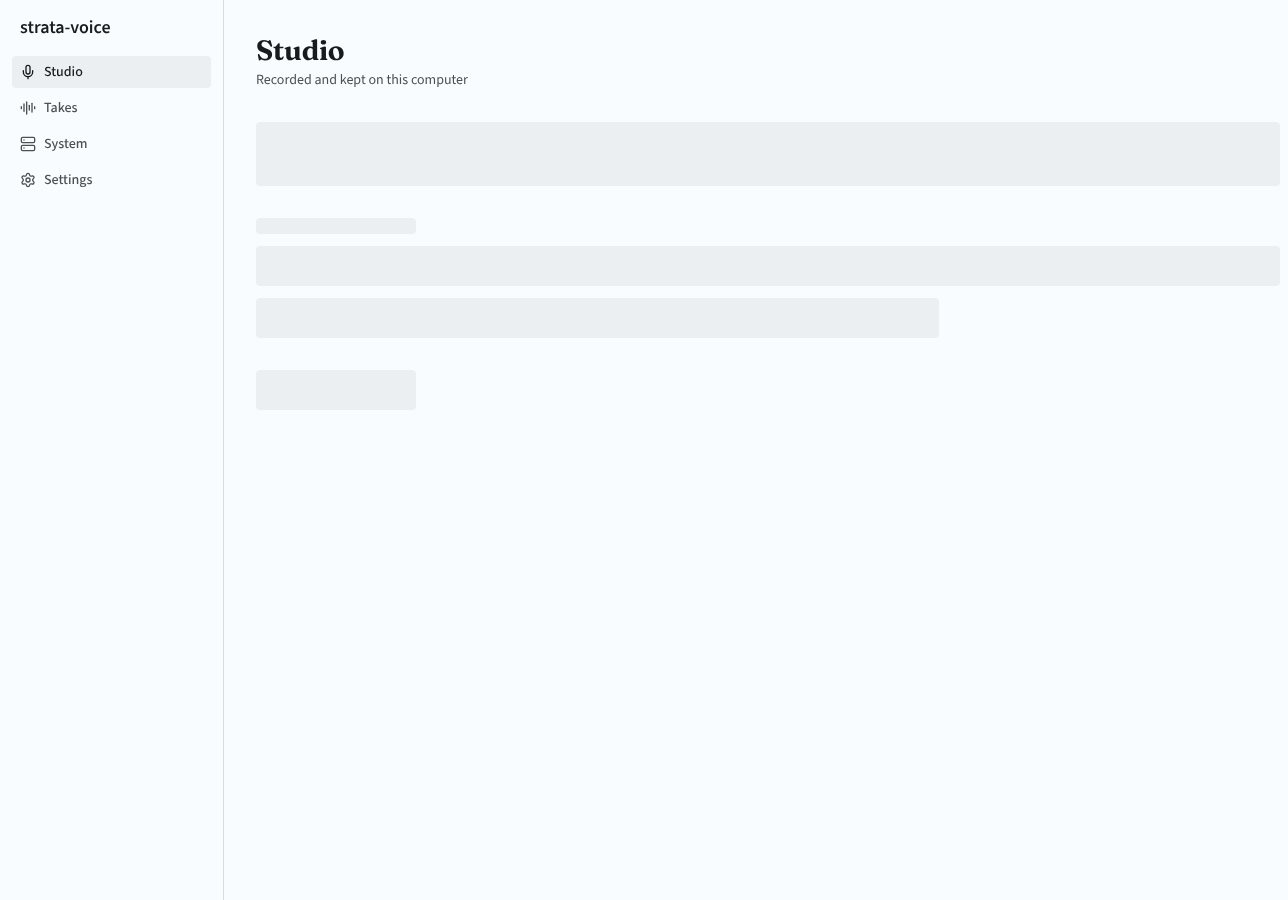 strata-voice
Studio
Takes
System
Settings
Studio
Recorded and kept on this computer